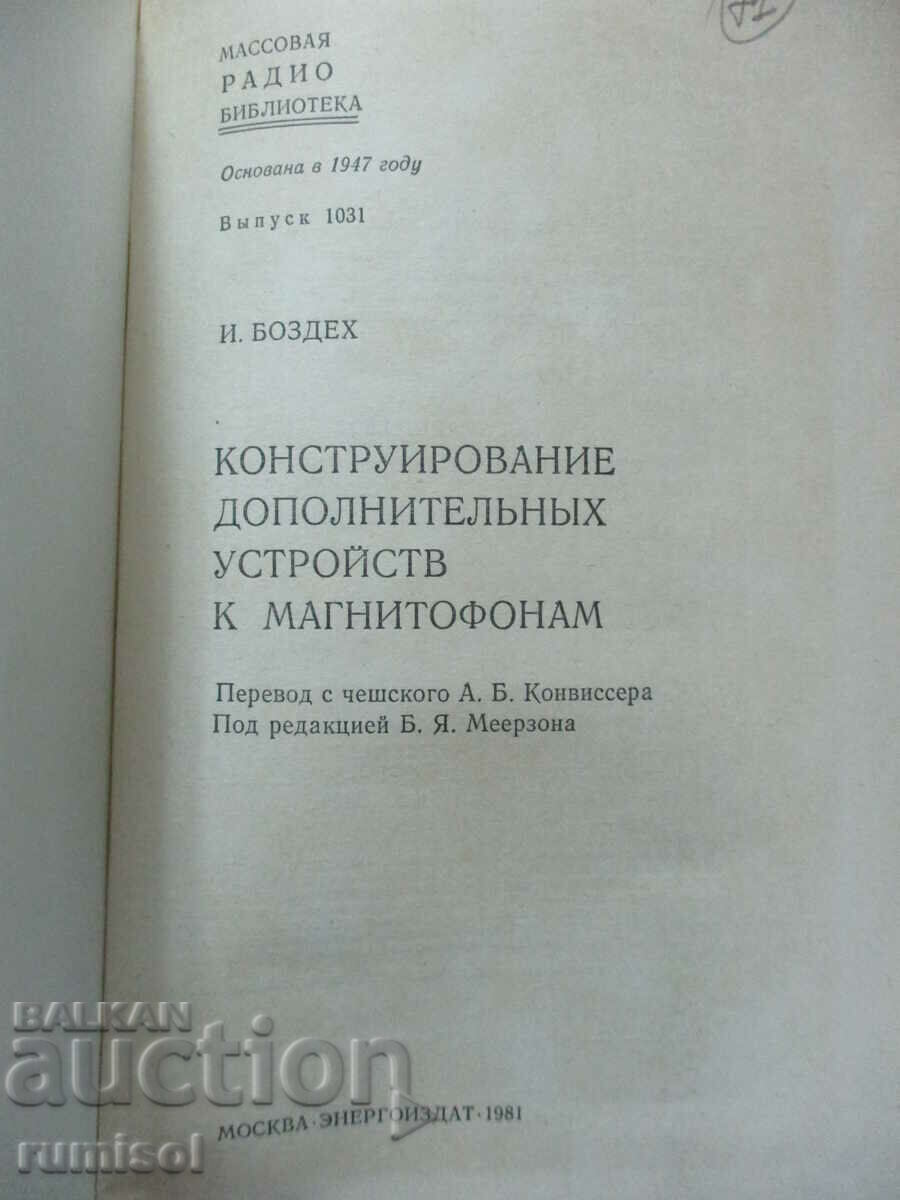 МАССОВАЯ
РАДИО
БИБЛИОТЕКА
Основана в 1947 году
Выпуск 1031
И. БОЗДЕХ
КОНСТРУИРОВАНИЕ
ДОПОЛНИТЕЛЬНЫХ
УСТРОЙСТВ
К МАГНИТОФОНАМ
Перевод с чешского А. Б. Конвиссера
Под редакцией Б. Я. Меерзона
BALKAN
auction
МОСКВА·ЭНЕРГОИЗДАТ·1981
rumisol